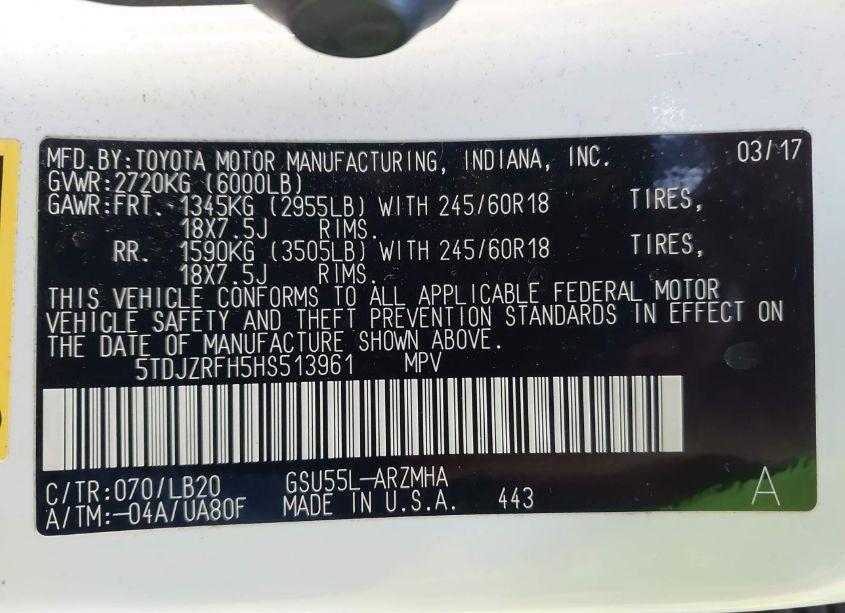 MFD.BY:TOYOTA MOTOR MANUFACTURING, INDIANA, INC. 03/17
GVWR:2720KG (6000LB)
GAWR:FRT. 1345KG (2955LB) WITH 245/60R18 TIRES,
18X7.5J RIMS.
RR. 1590KG (3505LB) WITH 245/60R18 TIRES,
18X7.5J RIMS.
THIS VEHICLE CONFORMS TO ALL APPLICABLE FEDERAL MOTOR
VEHICLE SAFETY AND THEFT PREVENTION STANDARDS IN EFFECT ON
THE DATE OF MANUFACTURE SHOWN ABOVE.
5TDJZRFH5HS513961 MPV
C/TR:070/LB20 GSU55L-ARZMHA
A/TM:-04A/UA80F MADE IN U.S.A. 443 A